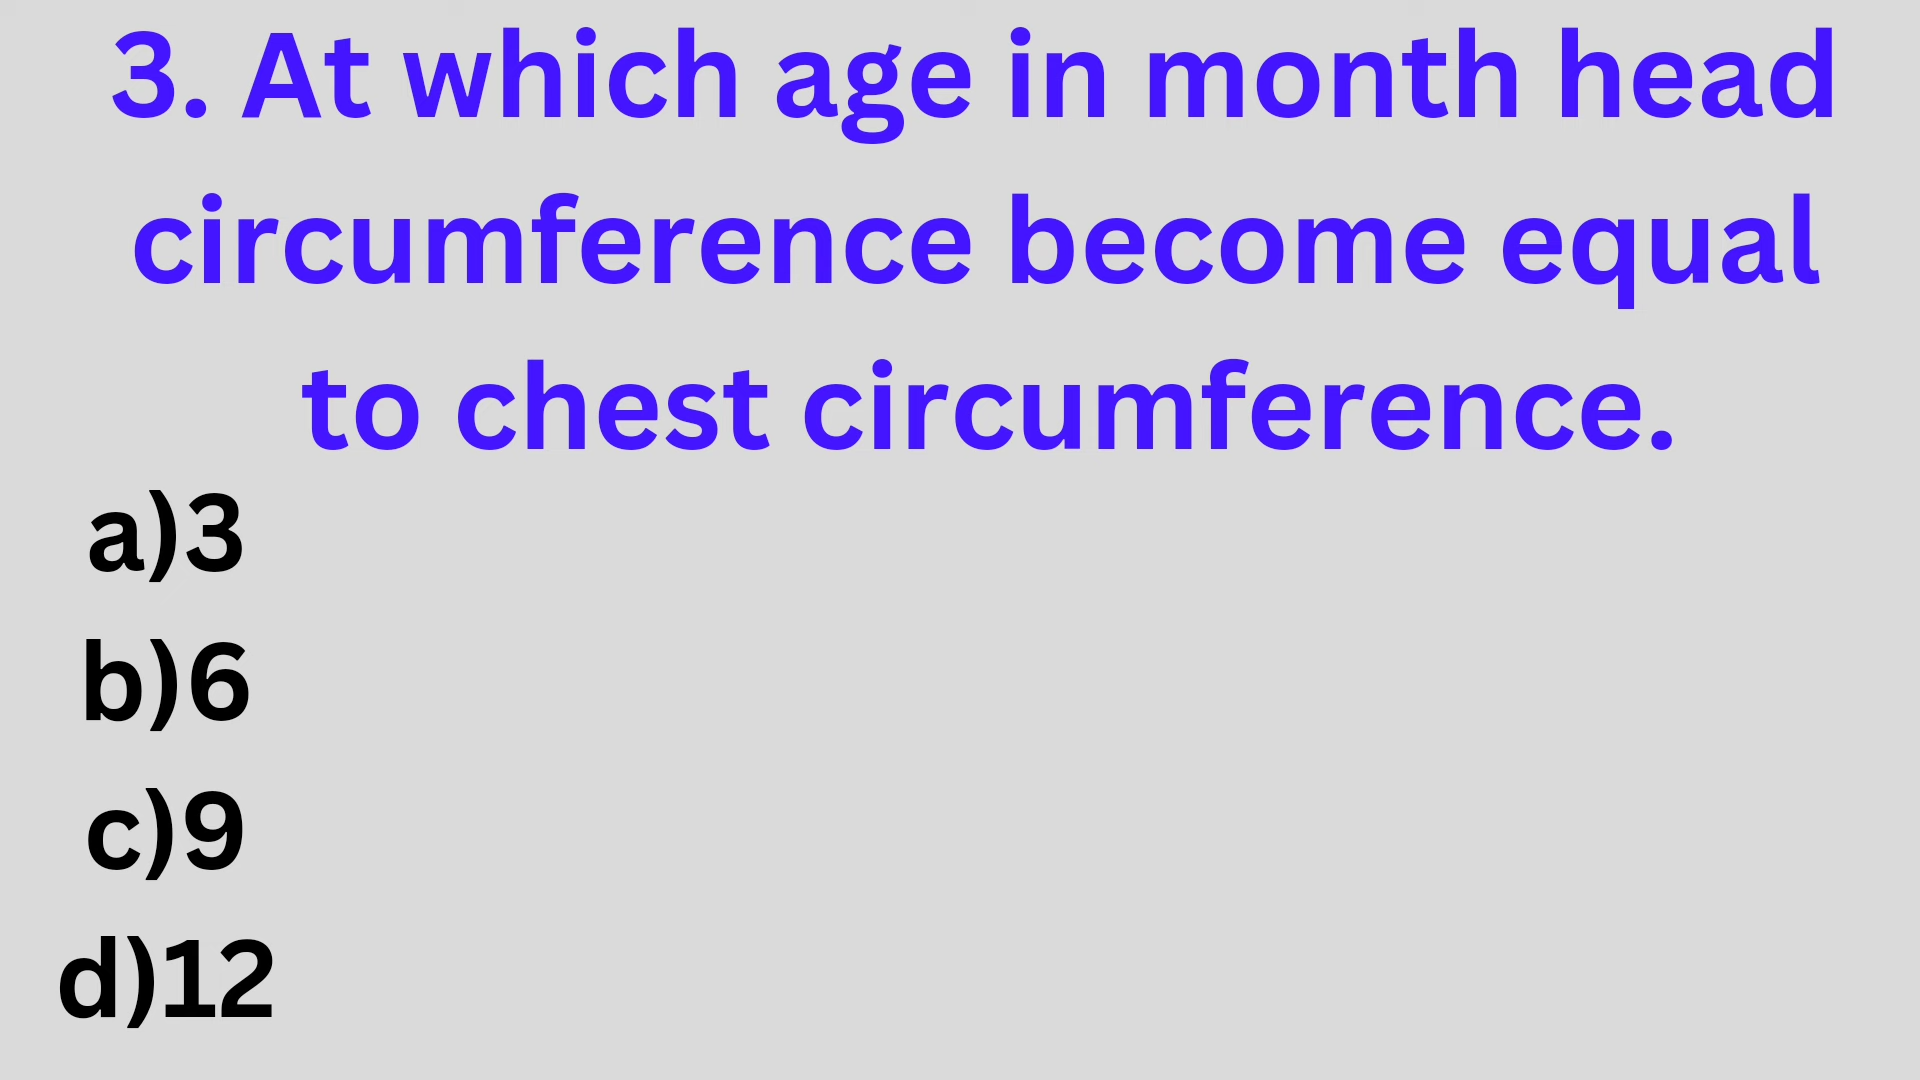 3. At which age in month head
circumference become equal
to chest circumference.
a)3
b)6
c)9
d)12